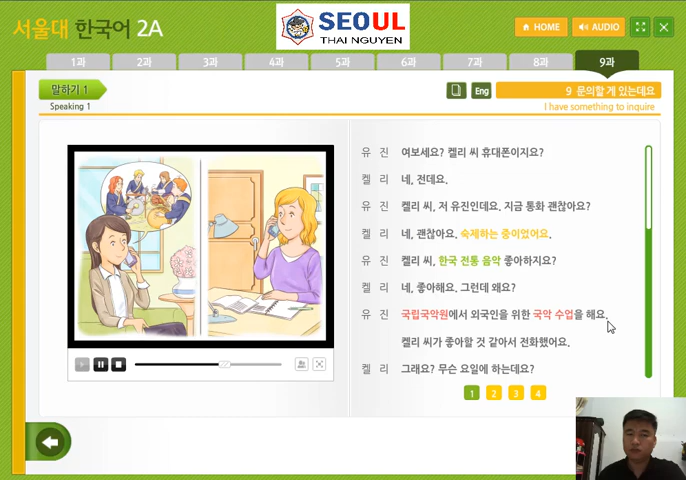 서울대 한국어 2A
SEOUL
THAI NGUYEN
HOME
AUDIO
1과
2과
3과
4과
5과
6과
7과
8과
9과
말하기 1
Speaking 1
Eng
9 문의할 게 있는데요
I have something to inquire
유 진 여보세요? 켈리 씨 휴대폰이지요?
켈 리 네, 전데요.
유 진 켈리 씨, 저 유진인데요. 지금 통화 괜찮아요?
켈 리 네, 괜찮아요. 숙제하는 중이었어요.
유 진 켈리 씨, 한국 전통 음악 좋아하지요?
켈 리 네, 좋아해요. 그런데 왜요?
유 진 국립국악원에서 외국인을 위한 국악 수업을 해요.
켈리 씨가 좋아할 것 같아서 전화했어요.
켈 리 그래요? 무슨 요일에 하는데요?
1 2 3 4